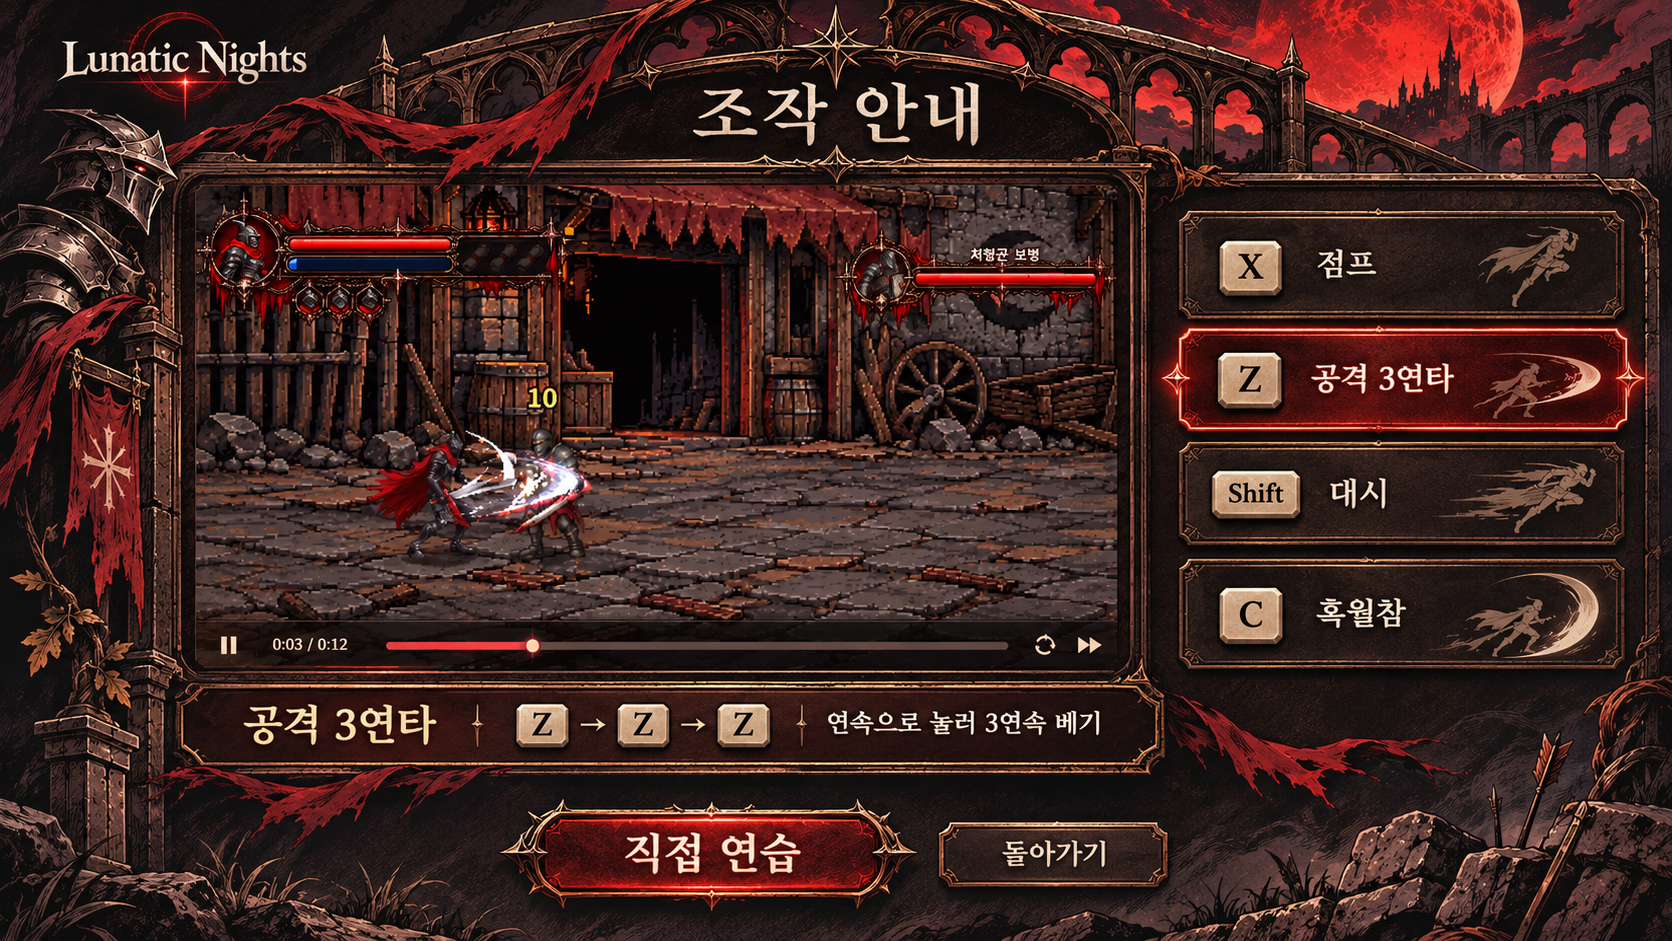 Lunatic Nights
조작 안내
처형군 보병
10
0:03 / 0:12
X 점프
Z 공격 3연타
Shift 대시
C 혹월참
공격 3연타 Z → Z → Z 연속으로 눌러 3연속 베기
직접 연습
돌아가기